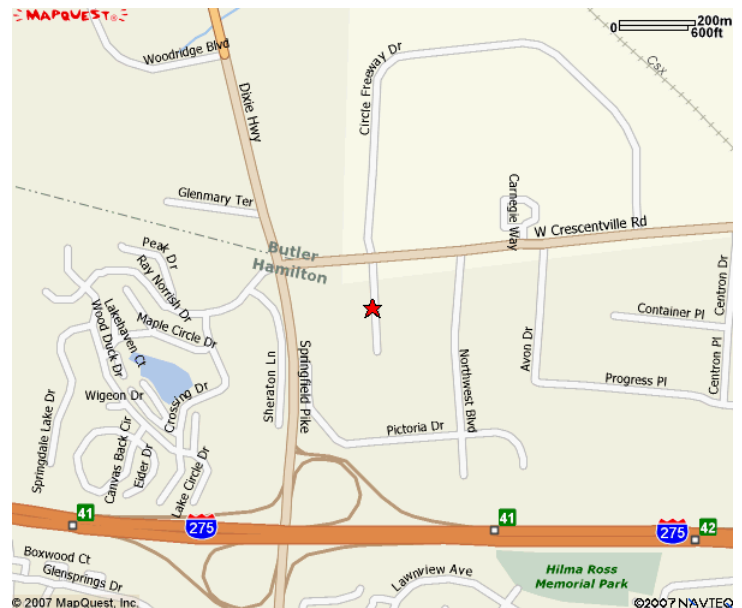 MAPQUEST®
200m
0
600ft
Woodridge Blvd
Dixie Hwy
Circle Freeway Dr
Csx
Glenmary Ter
Carnegie Way
W Crescentville Rd
Butler
Hamilton
Peak Dr
Ray Norrish Dr
Maple Circle Dr
Lakehaven Ct
Wood Duck Dr
Wigeon Dr
Crossing Dr
Canvas Back Cir
Elder Dr
Lake Circle Dr
Springdale Lake Dr
Sheraton Ln
Springfield Pike
Pictoria Dr
Northwest Blvd
Avon Dr
Container Pl
Centron Dr
Centron Pl
Progress Pl
41
275
41
275
42
Boxwood Ct
Glensprings Dr
Lawnview Ave
Hilma Ross
Memorial Park
© 2007 MapQuest, Inc.
©2007 NAVTEQ